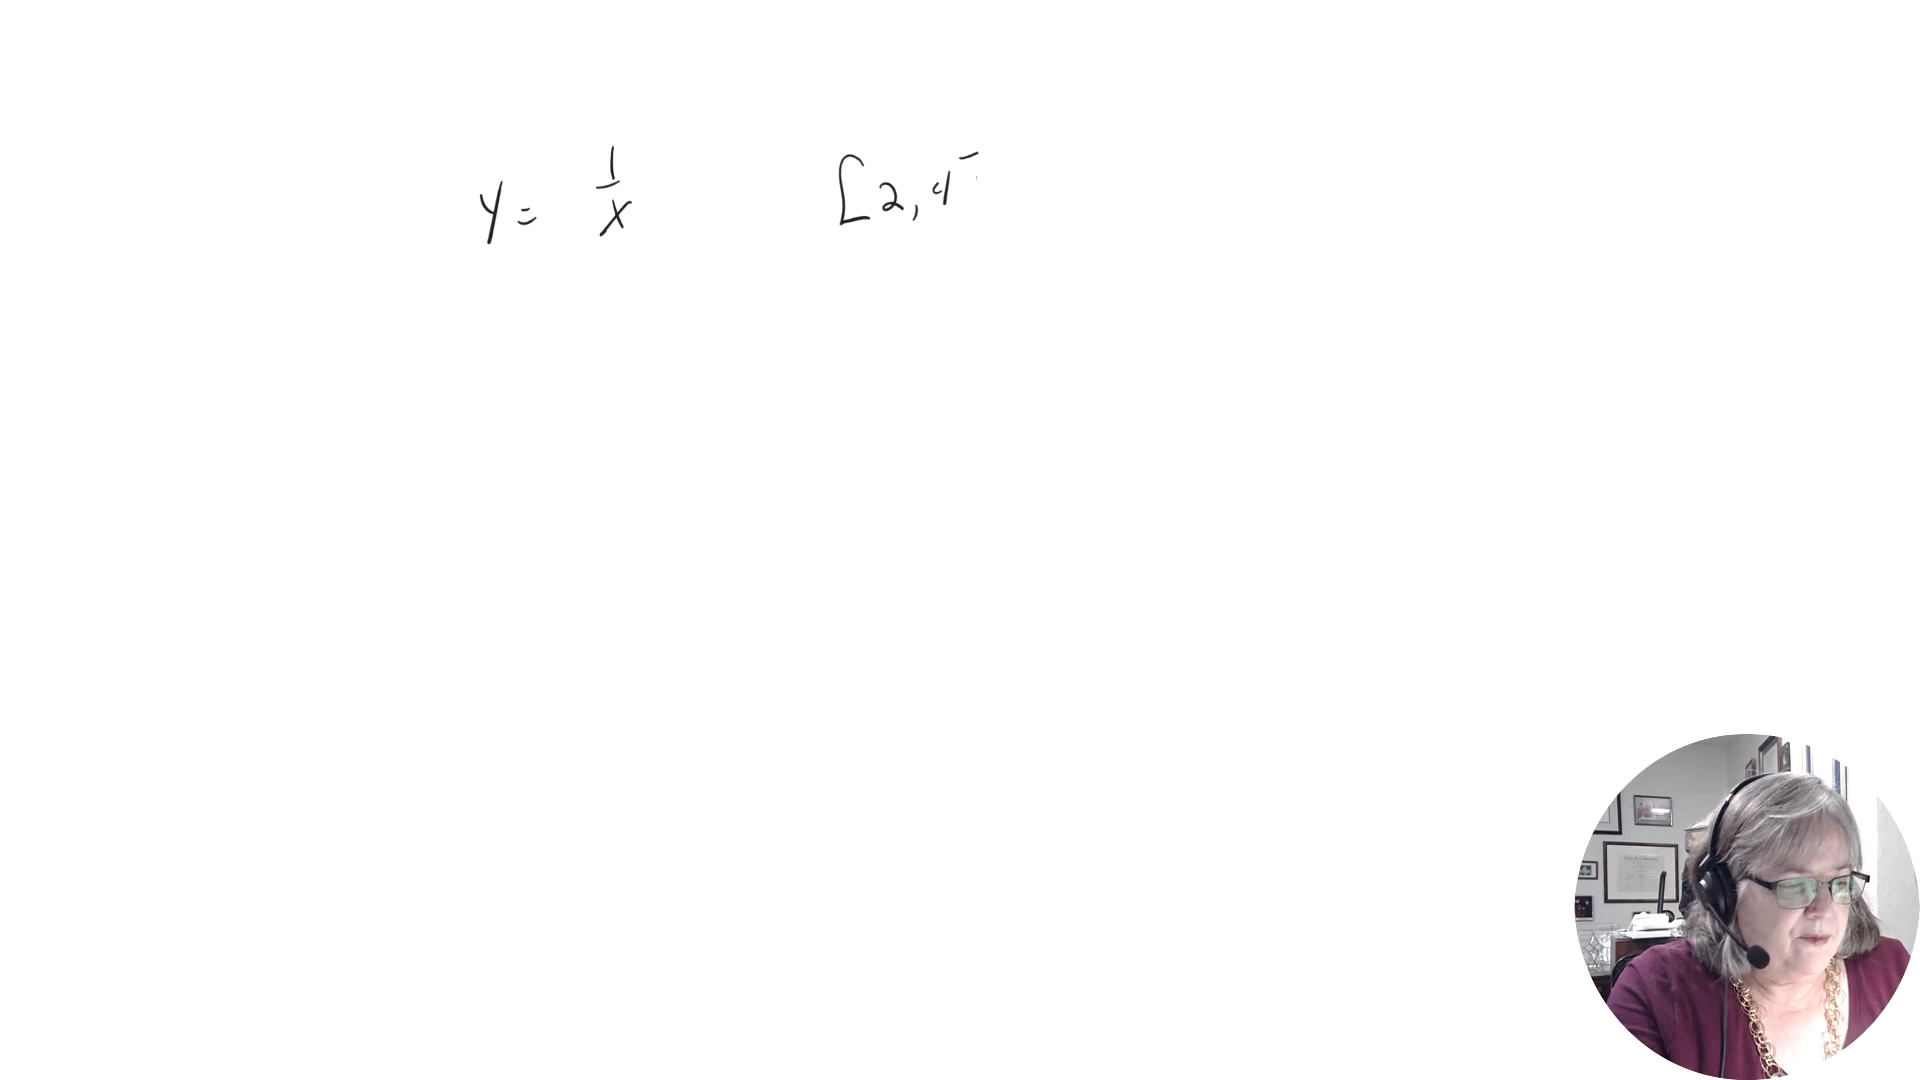 y = 1/x [2, 4